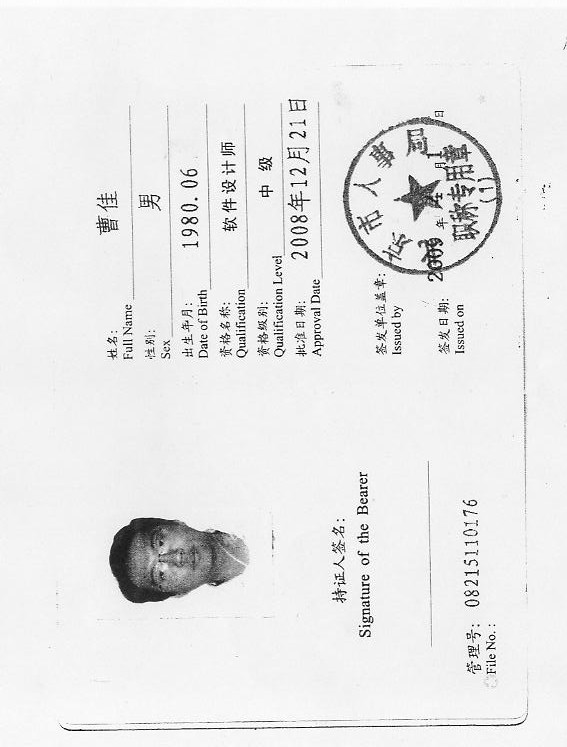 持证人签名:
Signature of the Bearer
管理号: 08215110176
File No.:
姓名: 曹佳
Full Name
性别: 男
Sex
出生年月: 1980.06
Date of Birth
资格名称: 软件设计师
Qualification
资格级别: 中级
Qualification Level
批准日期: 2008年12月21日
Approval Date
签发单位盖章:
Issued by
签发日期: 2009年 月 日
Issued on
市人事局
职称专用章
(1)